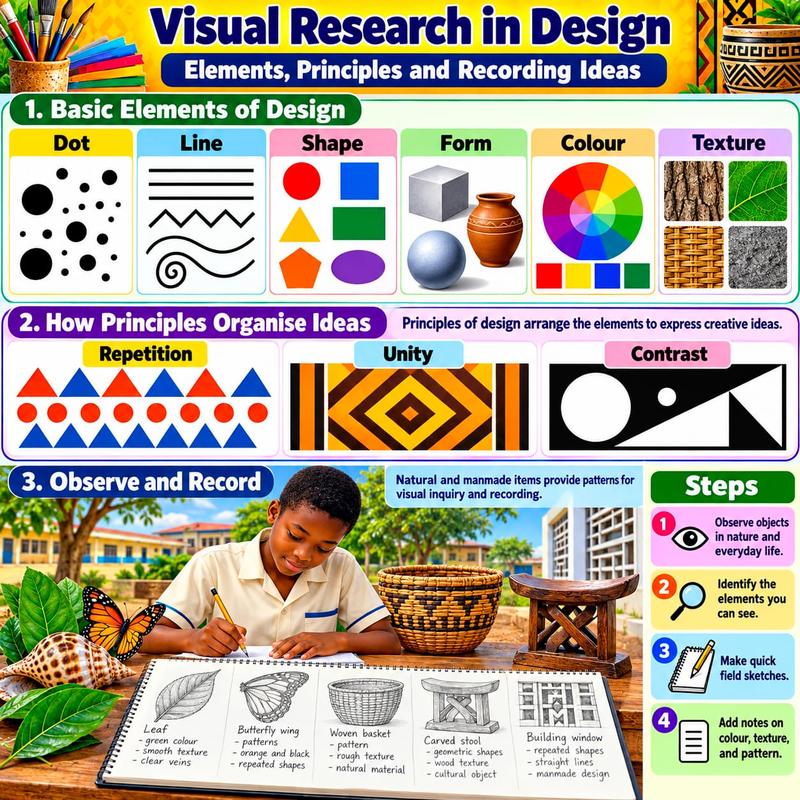 Visual Research in Design
Elements, Principles and Recording Ideas
1. Basic Elements of Design
Dot
Line
Shape
Form
Colour
Texture
2. How Principles Organise Ideas
Principles of design arrange the elements to express creative ideas.
Repetition
Unity
Contrast
3. Observe and Record
Natural and manmade items provide patterns for
visual inquiry and recording.
Leaf
- green colour
- smooth texture
- clear veins
Butterfly wing
- patterns
- orange and black
- repeated shapes
Woven basket
- pattern
- rough texture
- natural material
Carved stool
- geometric shapes
- wood texture
- cultural object
Building window
- repeated shapes
- straight lines
- manmade design
Steps
1
Observe objects
in nature and
everyday life.
2
Identify the
elements you
can see.
3
Make quick
field sketches.
4
Add notes on
colour, texture,
and pattern.